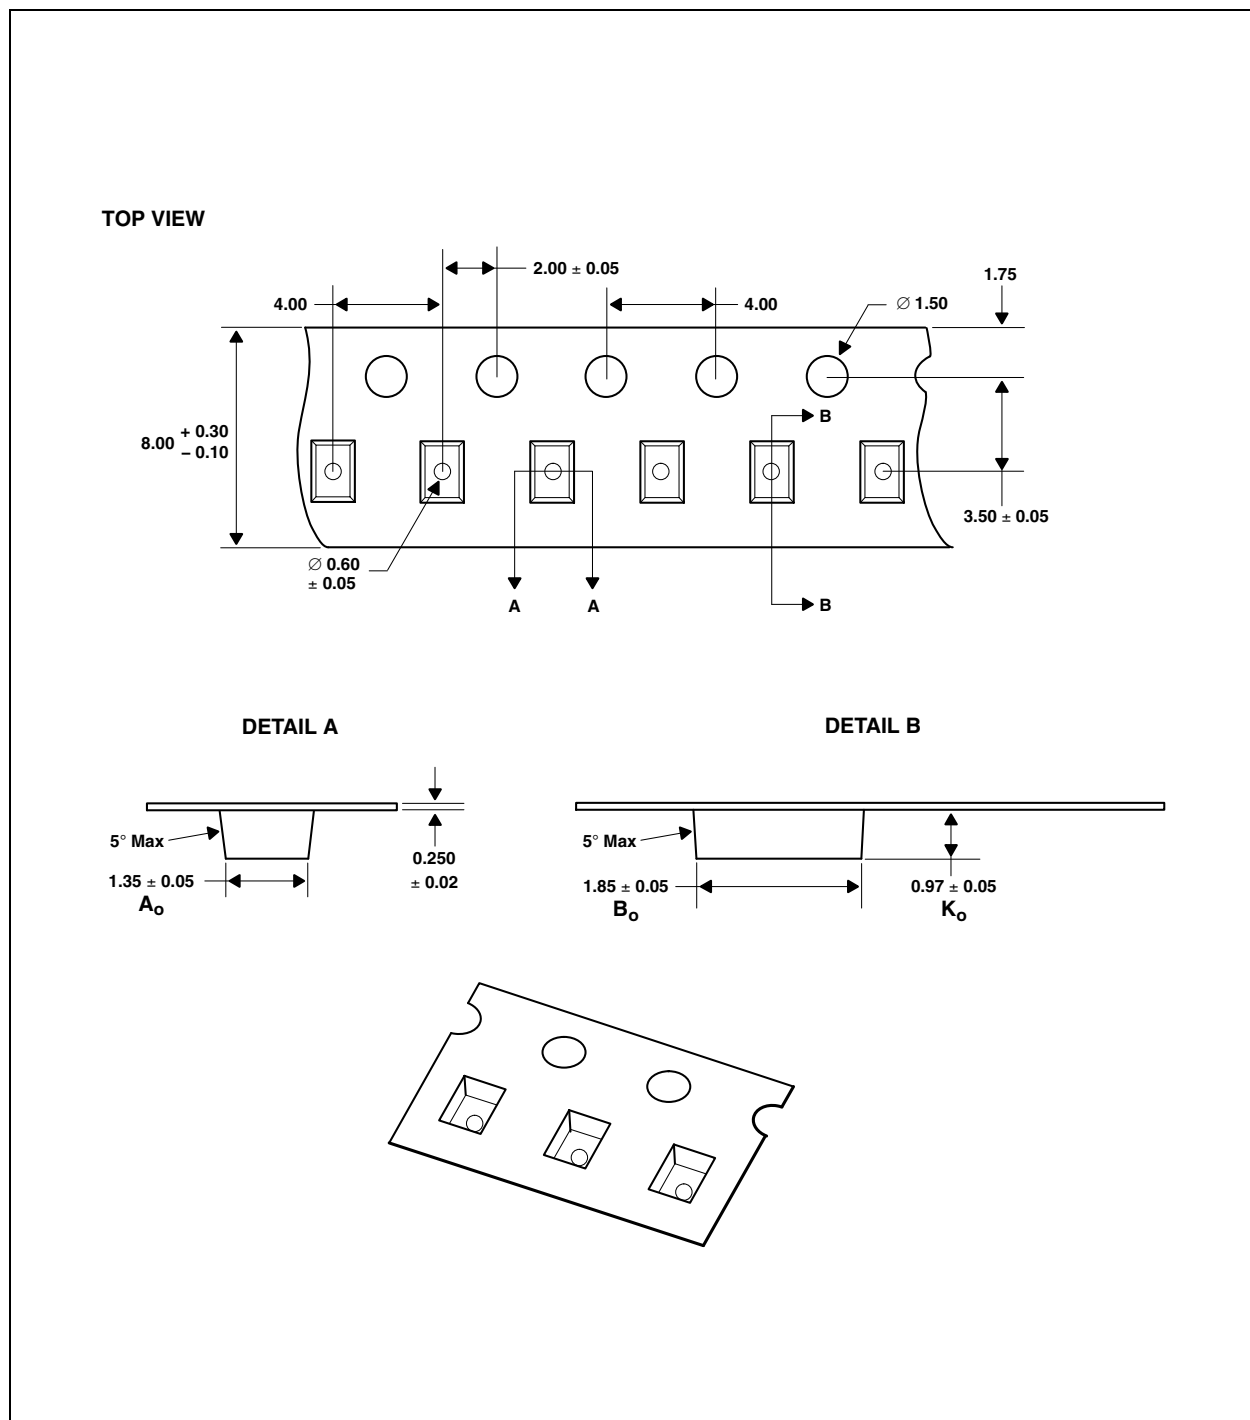 TOP VIEW
2.00 ± 0.05
1.75
4.00
4.00
∅ 1.50
8.00 + 0.30
– 0.10
B
3.50 ± 0.05
∅ 0.60
± 0.05
A
A
B
DETAIL A
DETAIL B
5° Max
0.250
± 0.02
1.35 ± 0.05
Ao
5° Max
1.85 ± 0.05
Bo
0.97 ± 0.05
Ko